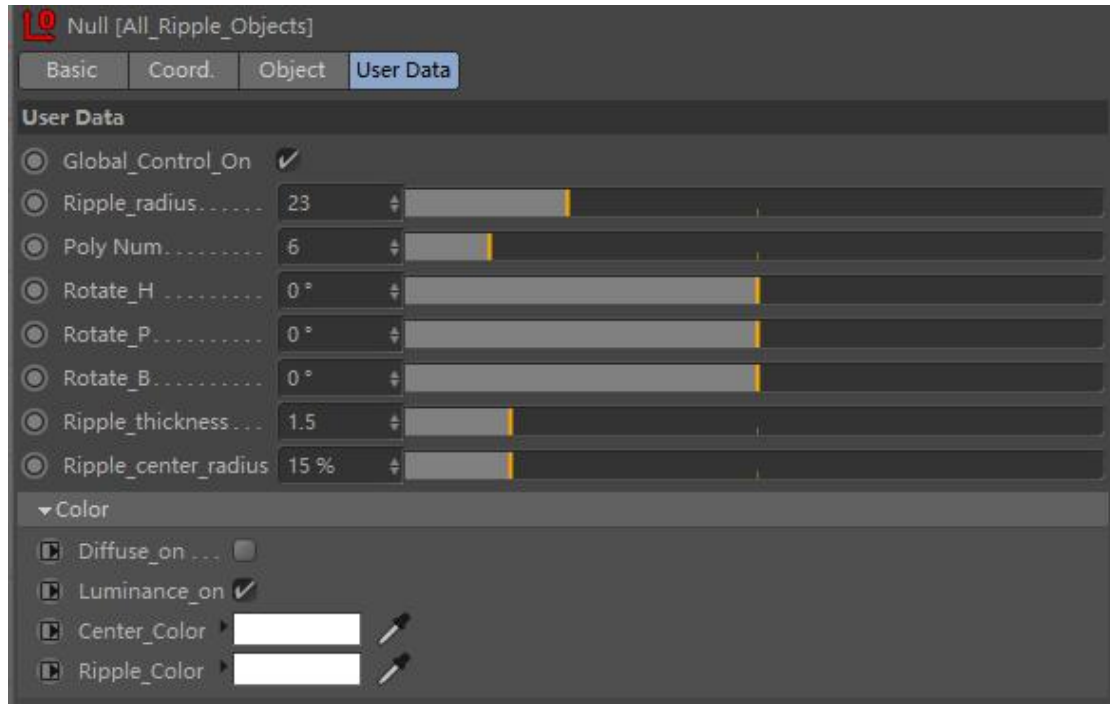 Null [All_Ripple_Objects]
Basic Coord. Object User Data
User Data
Global_Control_On
Ripple_radius...... 23
Poly Num......... 6
Rotate_H ......... 0 °
Rotate_P.......... 0 °
Rotate_B.......... 0 °
Ripple_thickness... 1.5
Ripple_center_radius 15 %
Color
Diffuse_on ...
Luminance_on
Center_Color
Ripple_Color